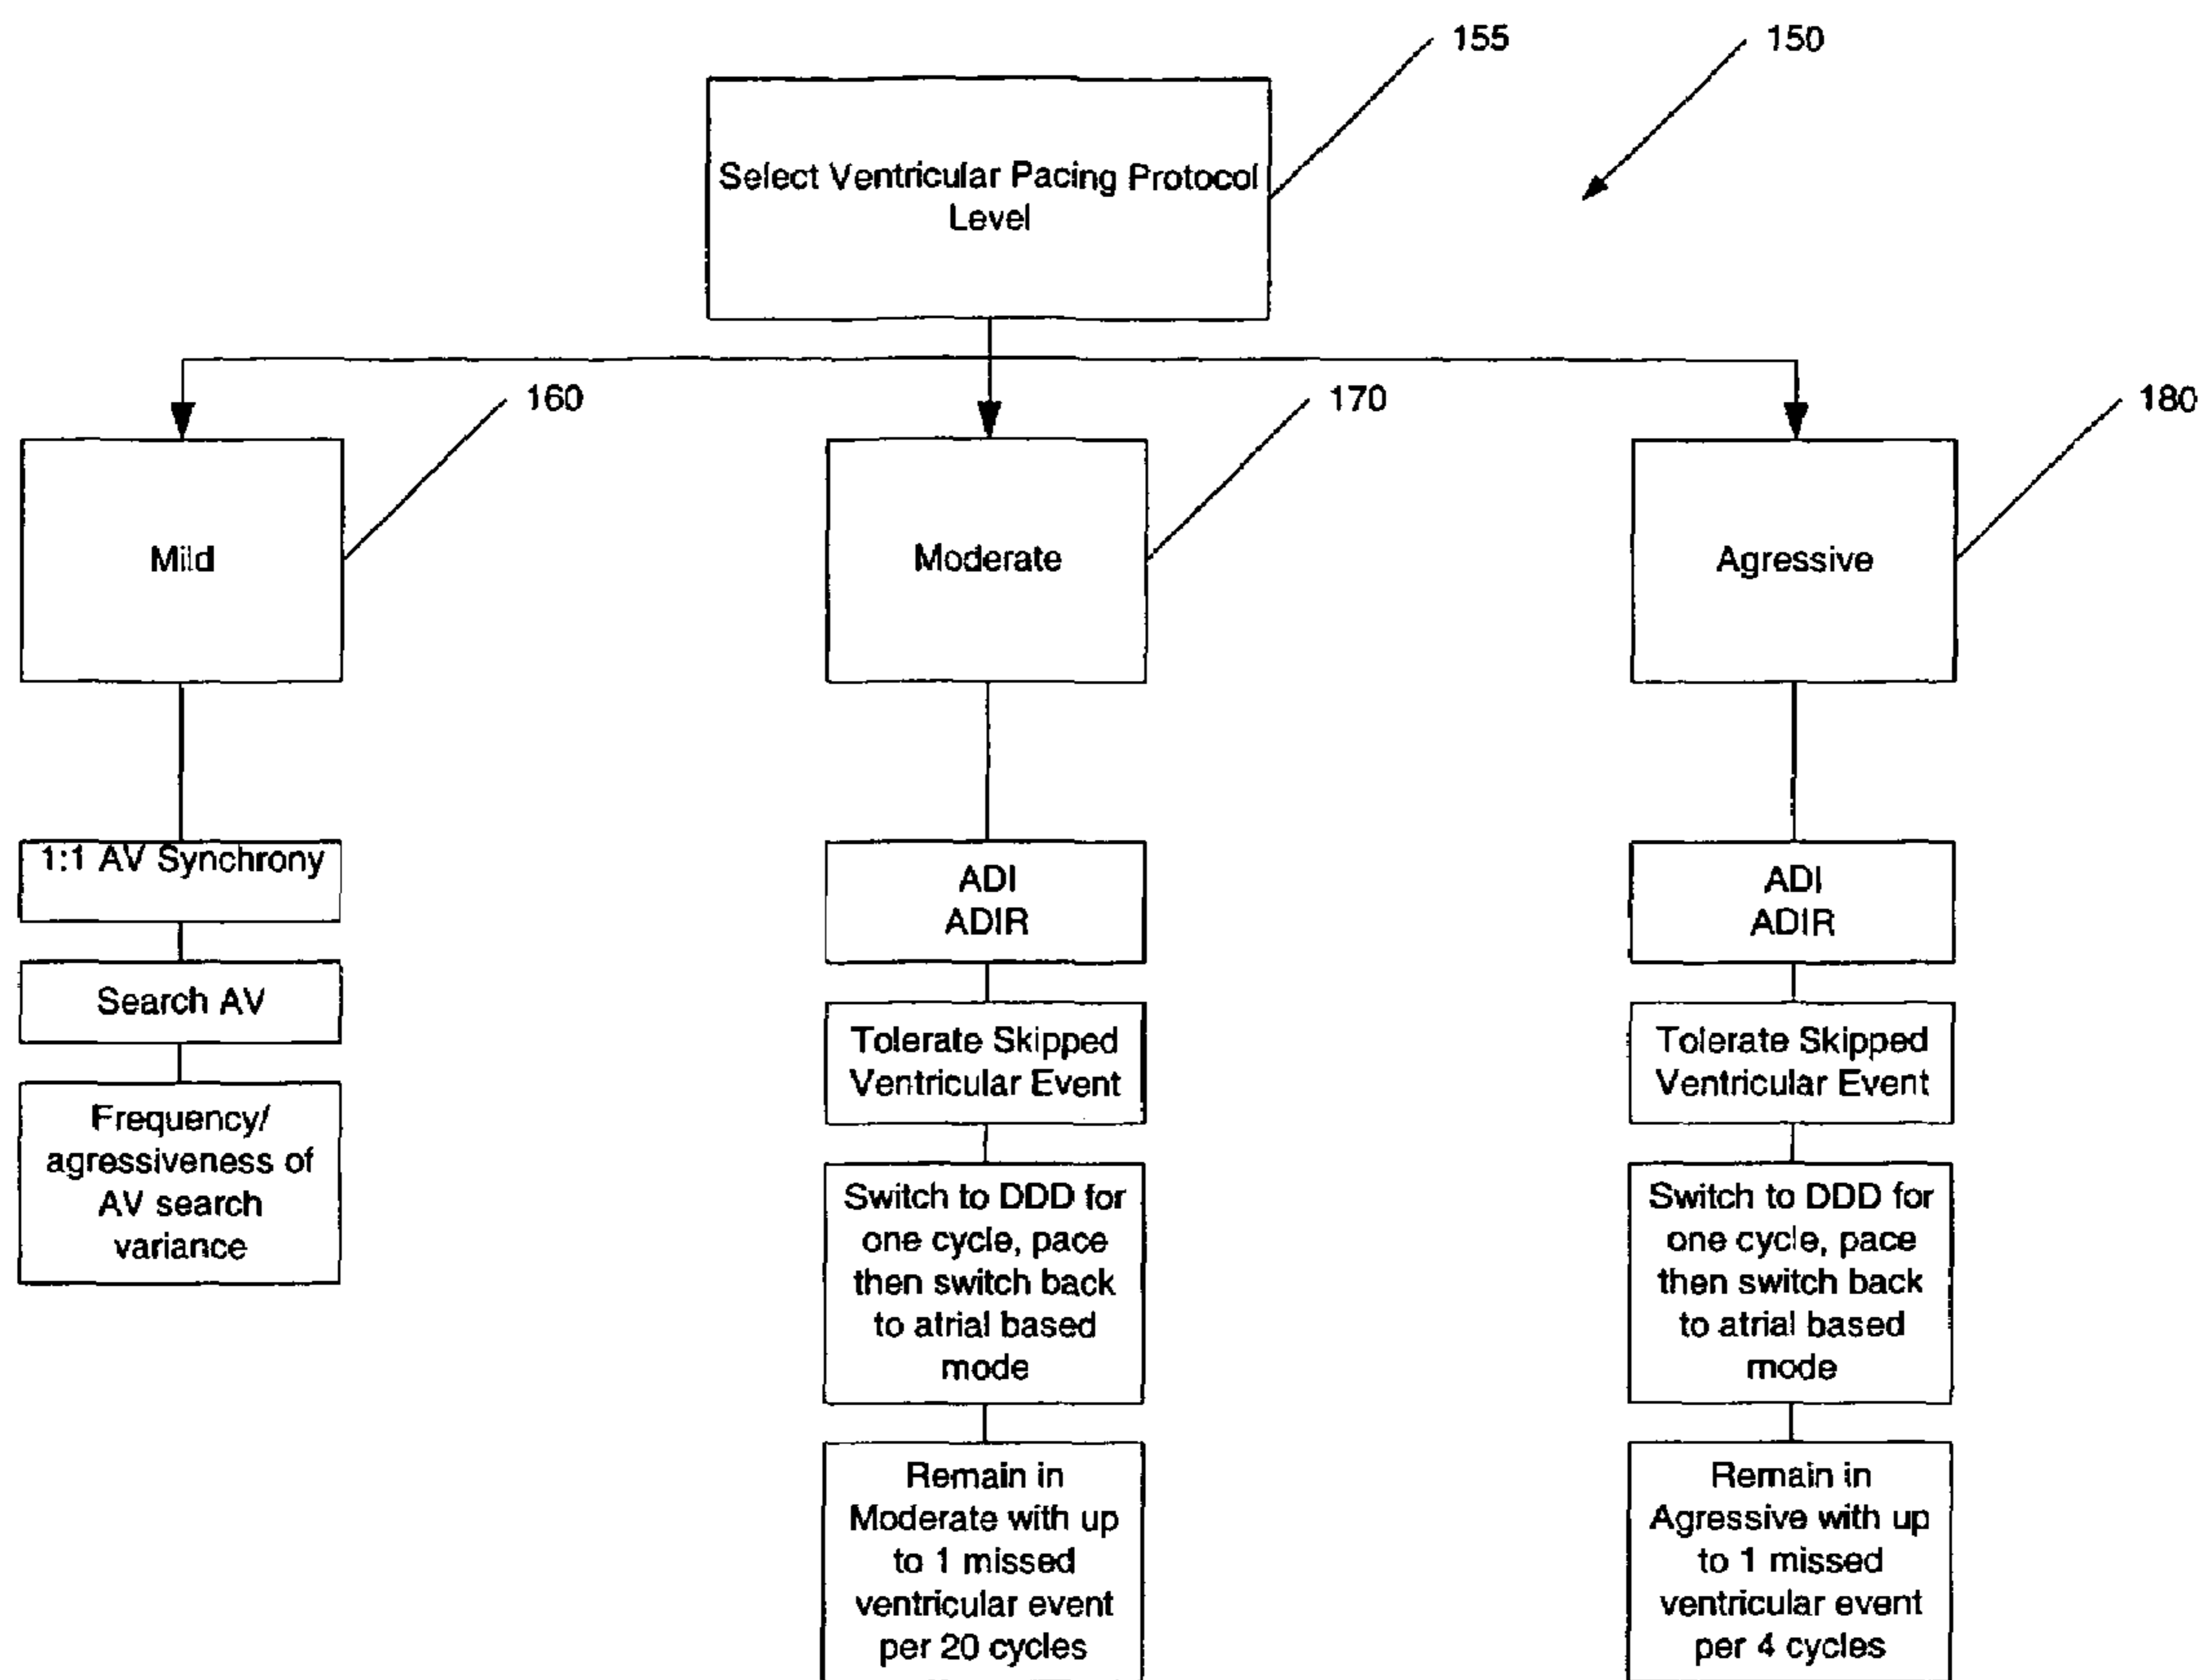 155
150
Select Ventricular Pacing Protocol
Level
160
170
180
Mild
Moderate
Agressive
1:1 AV Synchrony
Search AV
Frequency/
agressiveness of
AV search
variance
ADI
ADIR
Tolerate Skipped
Ventricular Event
Switch to DDD for
one cycle, pace
then switch back
to atrial based
mode
Remain in
Moderate with up
to 1 missed
ventricular event
per 20 cycles
ADI
ADIR
Tolerate Skipped
Ventricular Event
Switch to DDD for
one cycle, pace
then switch back
to atrial based
mode
Remain in
Agressive with up
to 1 missed
ventricular event
per 4 cycles